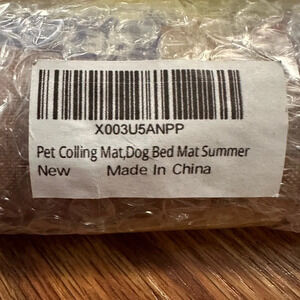 X003U5ANPP
Pet Colling Mat,Dog Bed Mat Summer
New Made In China